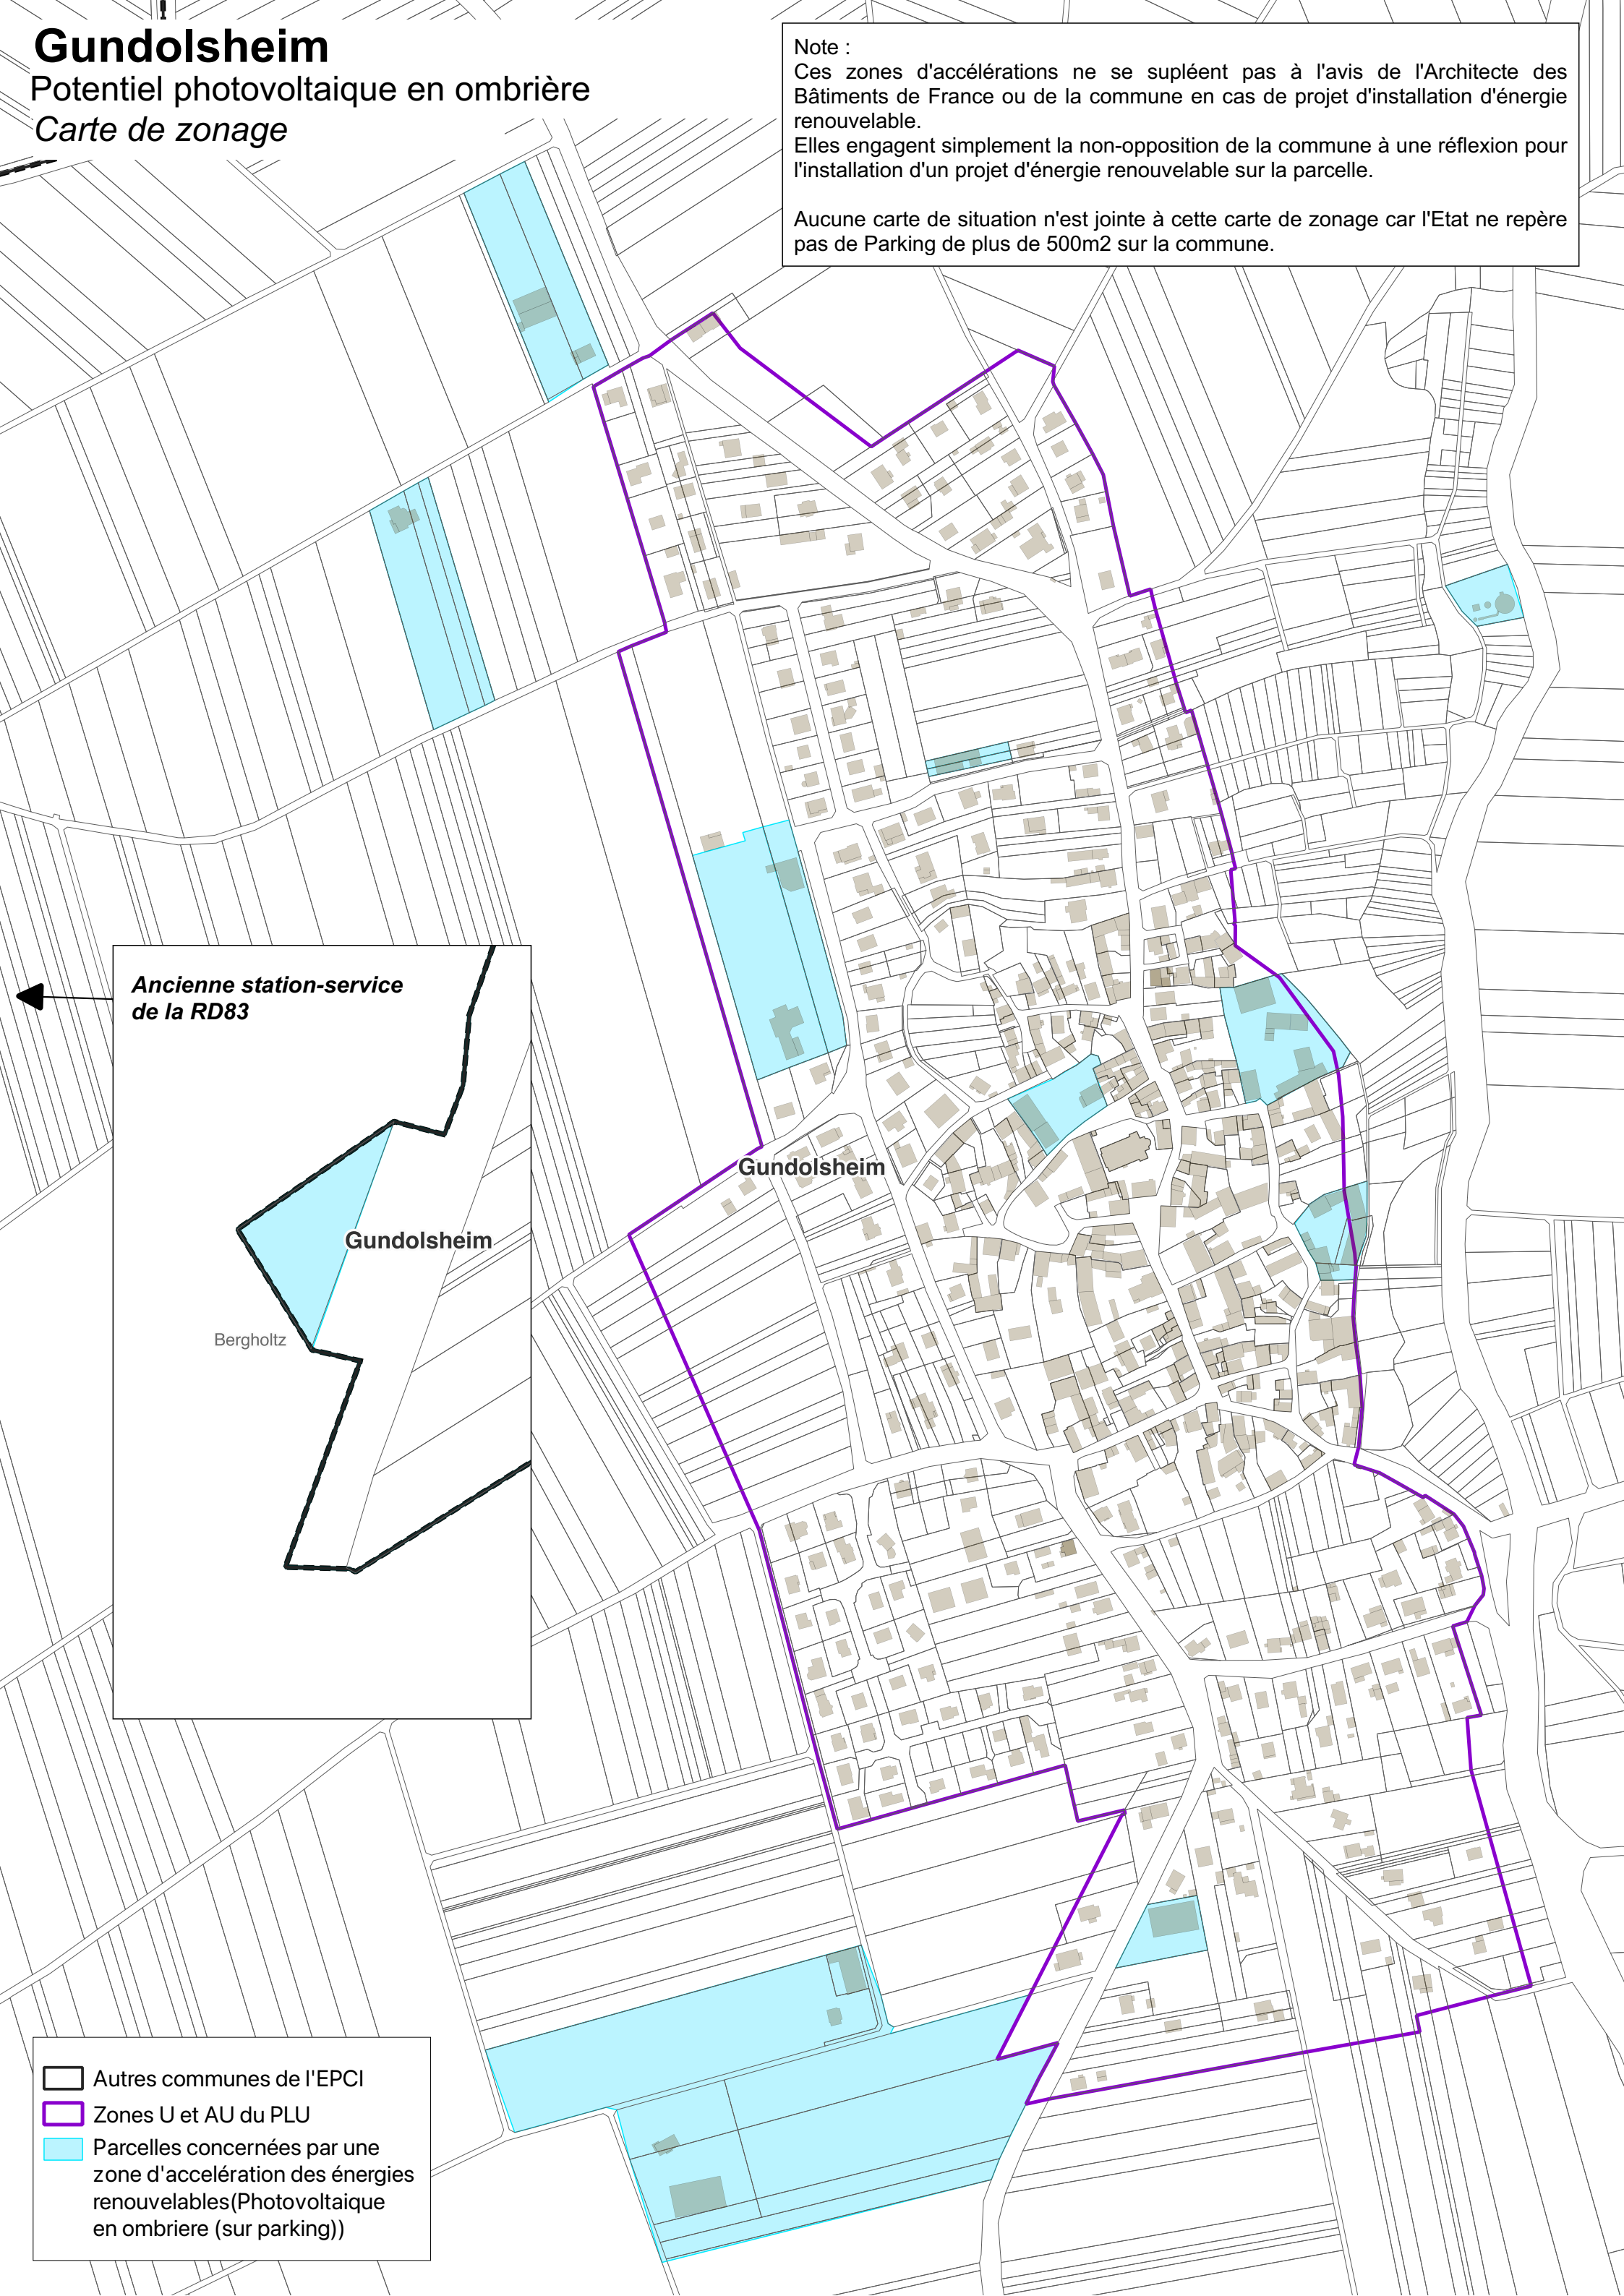 Gundolsheim
Potentiel photovoltaique en ombrière
Carte de zonage
Note :
Ces zones d'accélérations ne se supléent pas à l'avis de l'Architecte des
Bâtiments de France ou de la commune en cas de projet d'installation d'énergie
renouvelable.
Elles engagent simplement la non-opposition de la commune à une réflexion pour
l'installation d'un projet d'énergie renouvelable sur la parcelle.
Aucune carte de situation n'est jointe à cette carte de zonage car l'Etat ne repère
pas de Parking de plus de 500m2 sur la commune.
Ancienne station-service
de la RD83
Gundolsheim
Gundolsheim
Bergholtz
Autres communes de l'EPCI
Zones U et AU du PLU
Parcelles concernées par une
zone d'accelération des énergies
renouvelables(Photovoltaique
en ombriere (sur parking))